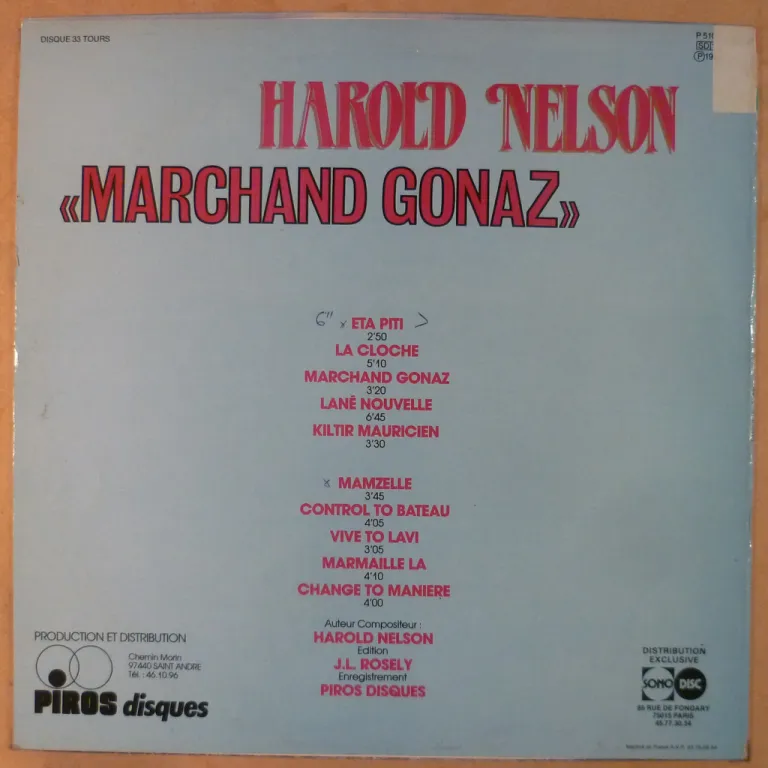 DISQUE 33 TOURS
HAROLD NELSON
«MARCHAND GONAZ»
6" x ETA PITI >
2'50
LA CLOCHE
5'10
MARCHAND GONAZ
3'20
LANÊ NOUVELLE
6'45
KILTIR MAURICIEN
3'30
x MAMZELLE
3'45
CONTROL TO BATEAU
4'05
VIVE TO LAVI
3'05
MARMAILLE LA
4'10
CHANGE TO MANIERE
4'00
Auteur Compositeur :
HAROLD NELSON
Edition
J.L. ROSELY
Enregistrement
PIROS DISQUES
PRODUCTION ET DISTRIBUTION
Chemin Morin
97440 SAINT ANDRE
Tél. : 46.10.96
PIROS disques
DISTRIBUTION
EXCLUSIVE
SONO DISC
85 RUE DE FONDARY
75015 PARIS